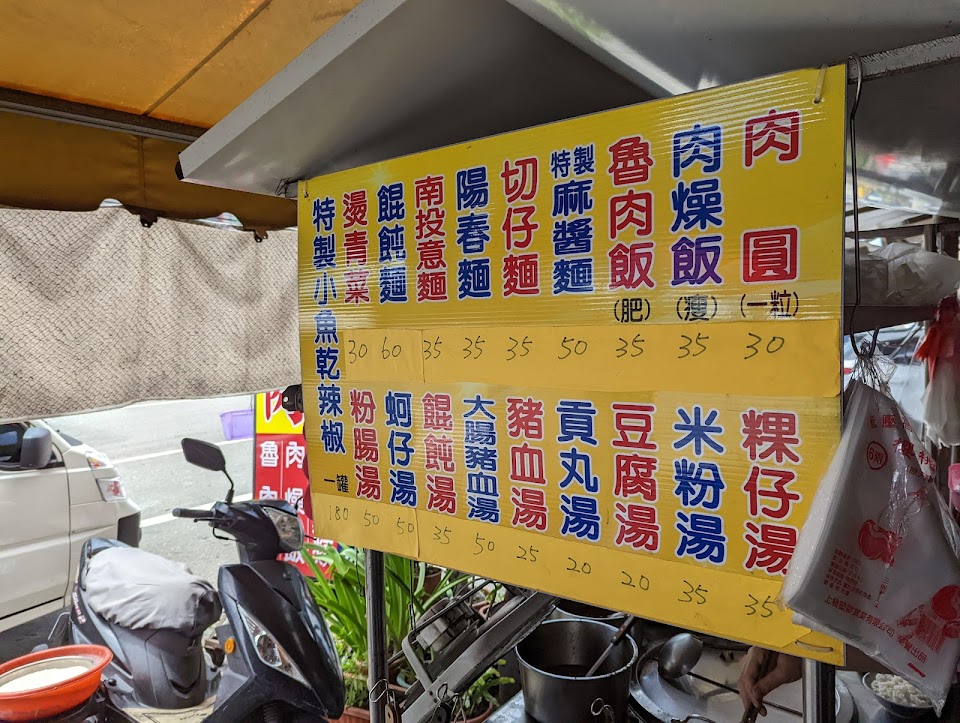 肉圓(一粒)
30
肉燥飯(瘦)
35
魯肉飯(肥)
35
特製麻醬麵
50
切仔麵
35
陽春麵
35
南投意麵
35
餛飩麵
60
燙青菜
30
粿仔湯
35
米粉湯
35
豆腐湯
20
貢丸湯
20
豬血湯
25
大腸豬血湯
50
餛飩湯
35
蚵仔湯
50
粉腸湯
50
特製小魚乾辣椒一罐
180
魯肉